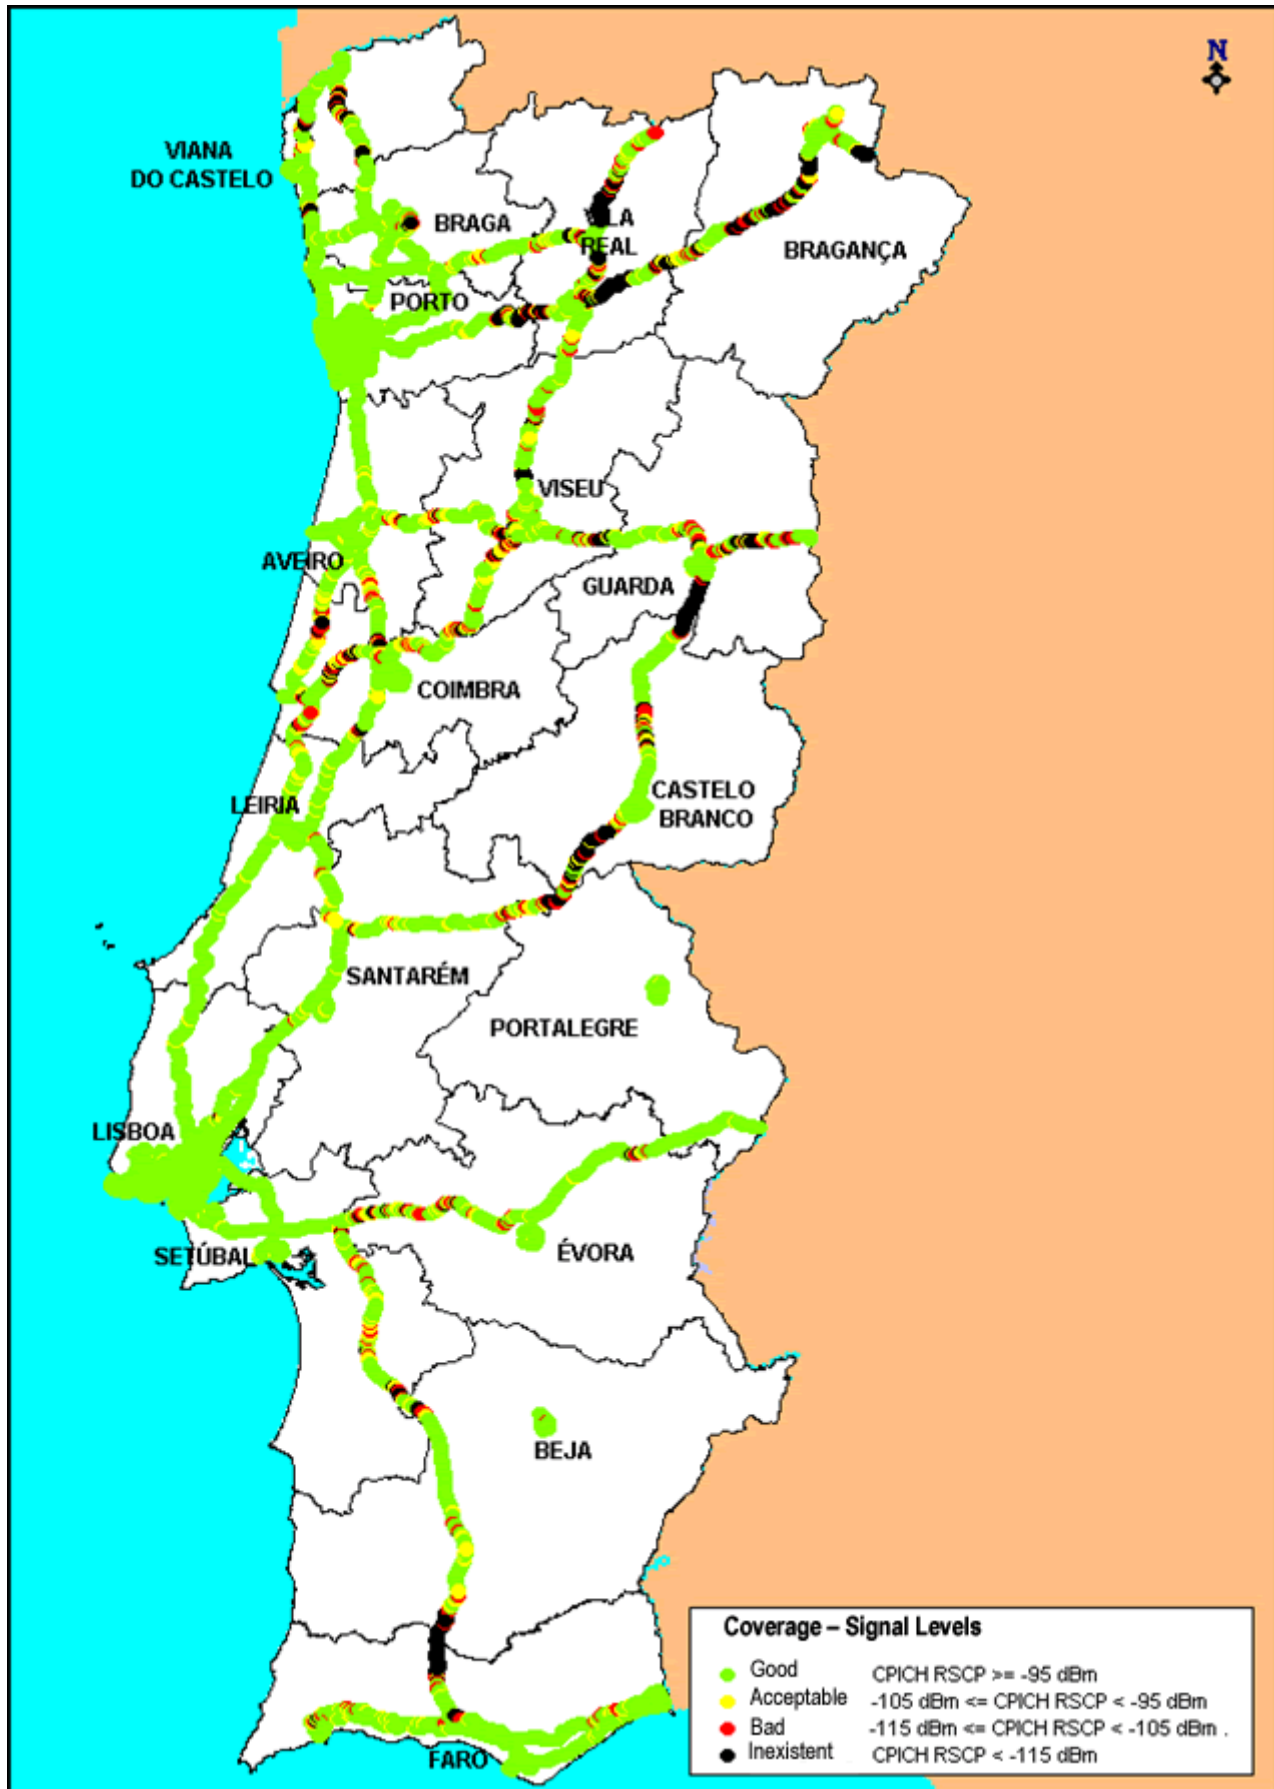 N
VIANA
DO CASTELO
BRAGA
VILA
REAL
BRAGANÇA
PORTO
VISEU
AVEIRO
GUARDA
COIMBRA
CASTELO
BRANCO
LEIRIA
SANTARÉM
PORTALEGRE
LISBOA
SETÚBAL
ÉVORA
BEJA
FARO
Coverage – Signal Levels
Good CPICH RSCP >= -95 dBm
Acceptable -105 dBm <= CPICH RSCP < -95 dBm
Bad -115 dBm <= CPICH RSCP < -105 dBm .
Inexistent CPICH RSCP < -115 dBm